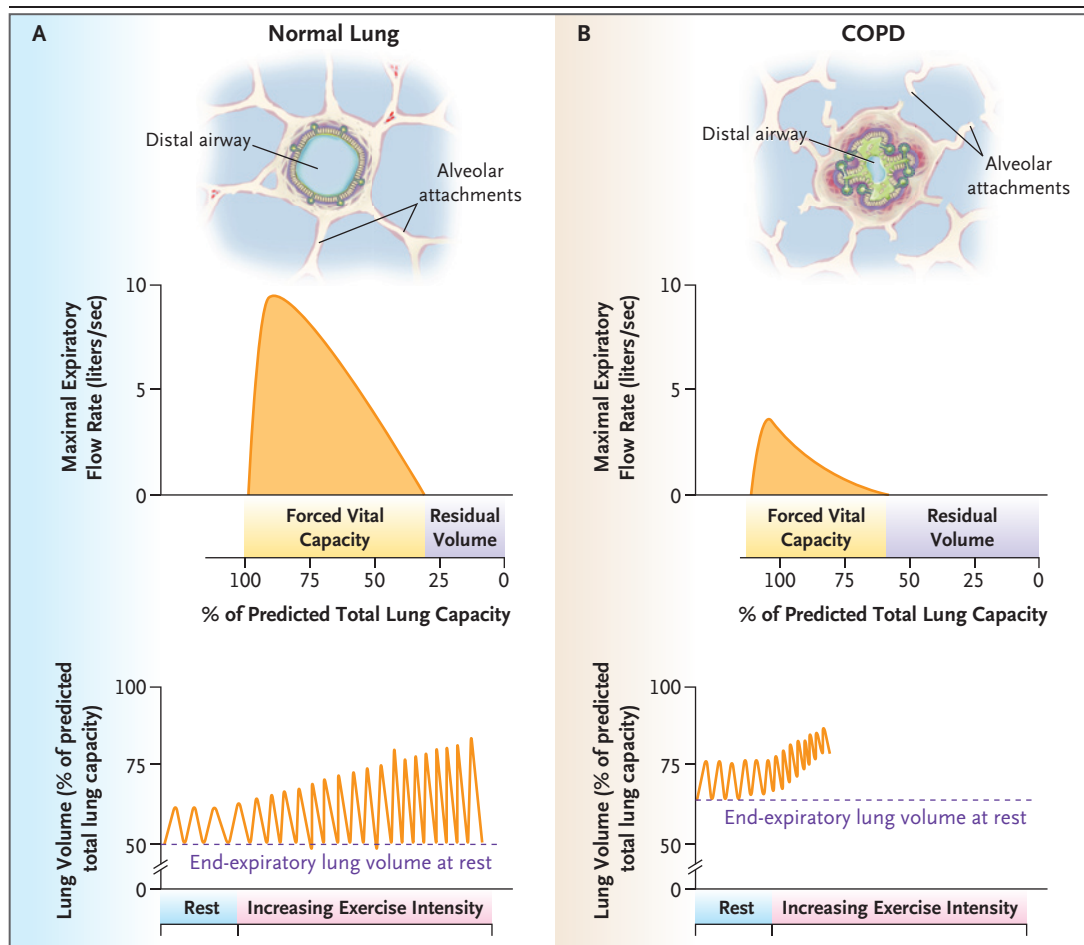 A
Normal Lung
Distal airway
Alveolar
attachments
Maximal Expiratory
Flow Rate (liters/sec)
10
5
0
Forced Vital
Capacity
Residual
Volume
100
75
50
25
0
% of Predicted Total Lung Capacity
Lung Volume (% of predicted
total lung capacity)
100
75
50
0
End-expiratory lung volume at rest
Rest
Increasing Exercise Intensity
B
COPD
Distal airway
Alveolar
attachments
Maximal Expiratory
Flow Rate (liters/sec)
10
5
0
Forced Vital
Capacity
Residual
Volume
100
75
50
25
0
% of Predicted Total Lung Capacity
Lung Volume (% of predicted
total lung capacity)
100
75
50
0
End-expiratory lung volume at rest
Rest
Increasing Exercise Intensity